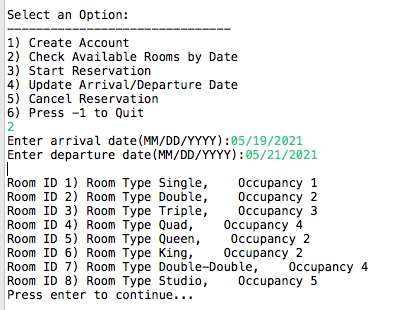 Select an Option:
--------------------------------
1) Create Account
2) Check Available Rooms by Date
3) Start Reservation
4) Update Arrival/Departure Date
5) Cancel Reservation
6) Press -1 to Quit
2
Enter arrival date(MM/DD/YYYY):05/19/2021
Enter departure date(MM/DD/YYYY):05/21/2021
Room ID 1) Room Type Single,    Occupancy 1
Room ID 2) Room Type Double,    Occupancy 2
Room ID 3) Room Type Triple,    Occupancy 3
Room ID 4) Room Type Quad,    Occupancy 4
Room ID 5) Room Type Queen,    Occupancy 2
Room ID 6) Room Type King,    Occupancy 2
Room ID 7) Room Type Double-Double,    Occupancy 4
Room ID 8) Room Type Studio,    Occupancy 5
Press enter to continue...